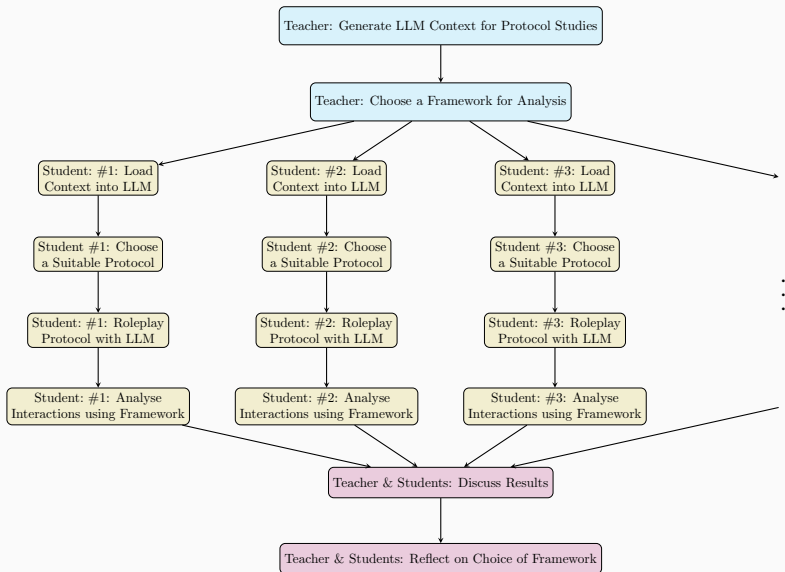 Teacher: Generate LLM Context for Protocol Studies
Teacher: Choose a Framework for Analysis
Student: #1: Load
Context into LLM
Student: #2: Load
Context into LLM
Student: #3: Load
Context into LLM
Student #1: Choose
a Suitable Protocol
Student #2: Choose
a Suitable Protocol
Student #3: Choose
a Suitable Protocol
Student: #1: Roleplay
Protocol with LLM
Student: #2: Roleplay
Protocol with LLM
Student: #3: Roleplay
Protocol with LLM
Student: #1: Analyse
Interactions using Framework
Student: #2: Analyse
Interactions using Framework
Student: #3: Analyse
Interactions using Framework
Teacher & Students: Discuss Results
Teacher & Students: Reflect on Choice of Framework